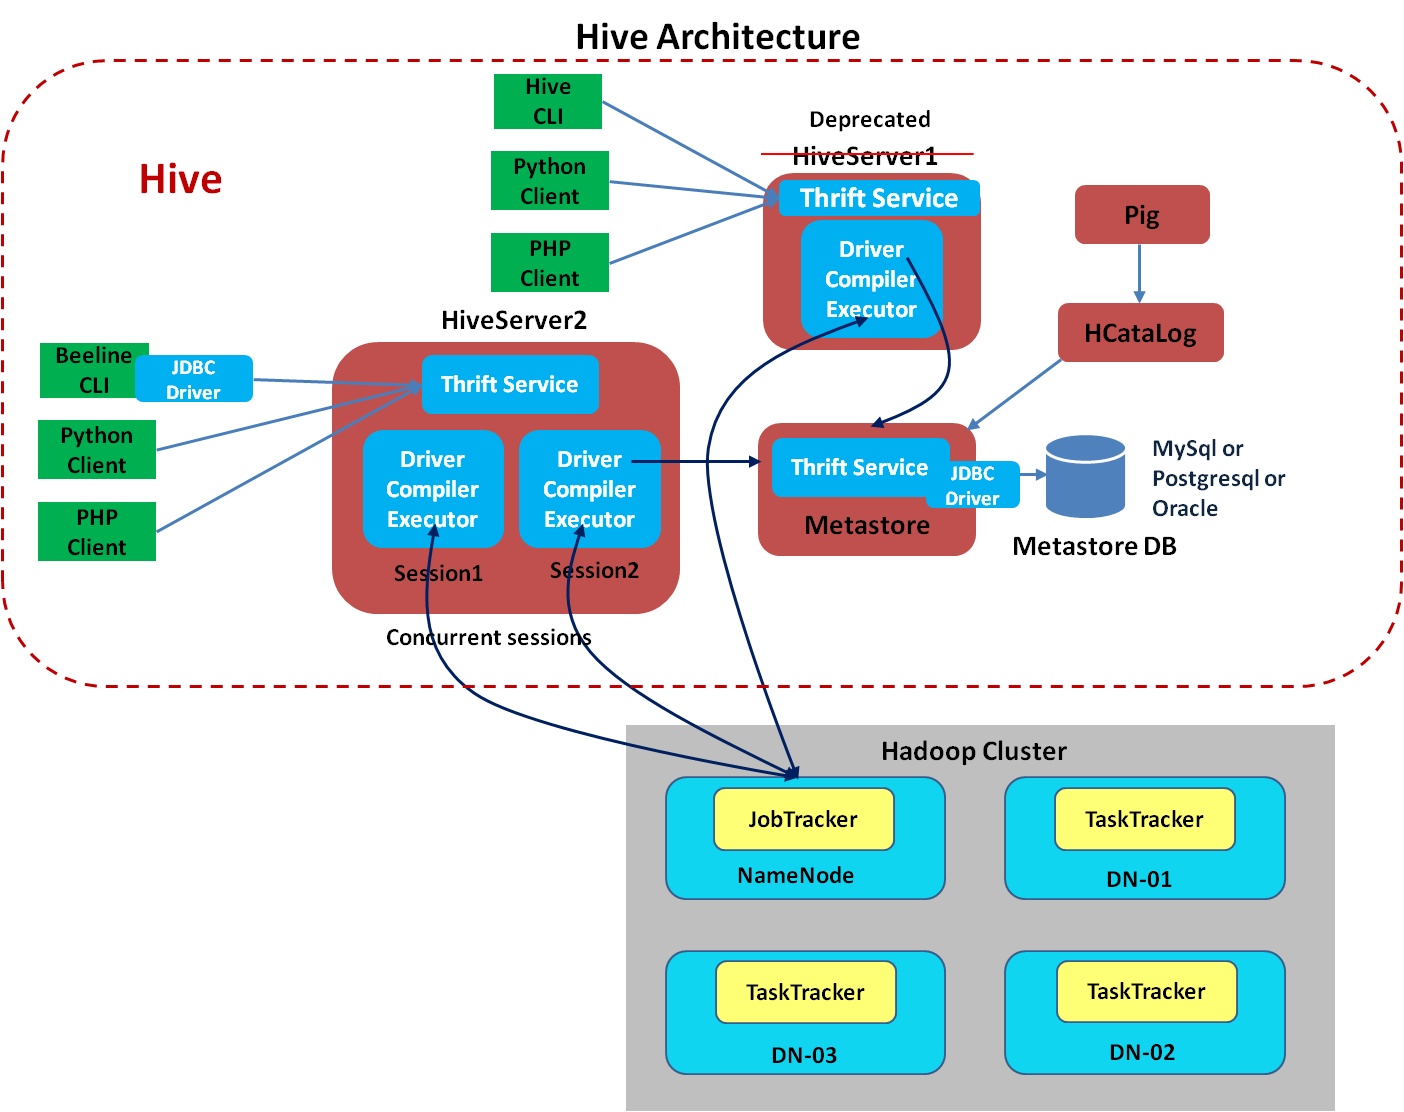 Hive Architecture
Hive
Hive
CLI
Python
Client
PHP
Client
Deprecated
HiveServer1
Thrift Service
Driver
Compiler
Executor
Pig
HCataLog
HiveServer2
Beeline
CLI
JDBC
Driver
Python
Client
PHP
Client
Thrift Service
Driver
Compiler
Executor
Session1
Driver
Compiler
Executor
Session2
Concurrent sessions
Thrift Service
JDBC
Driver
Metastore
MySql or
Postgresql or
Oracle
Metastore DB
Hadoop Cluster
JobTracker
NameNode
TaskTracker
DN-01
TaskTracker
DN-03
TaskTracker
DN-02